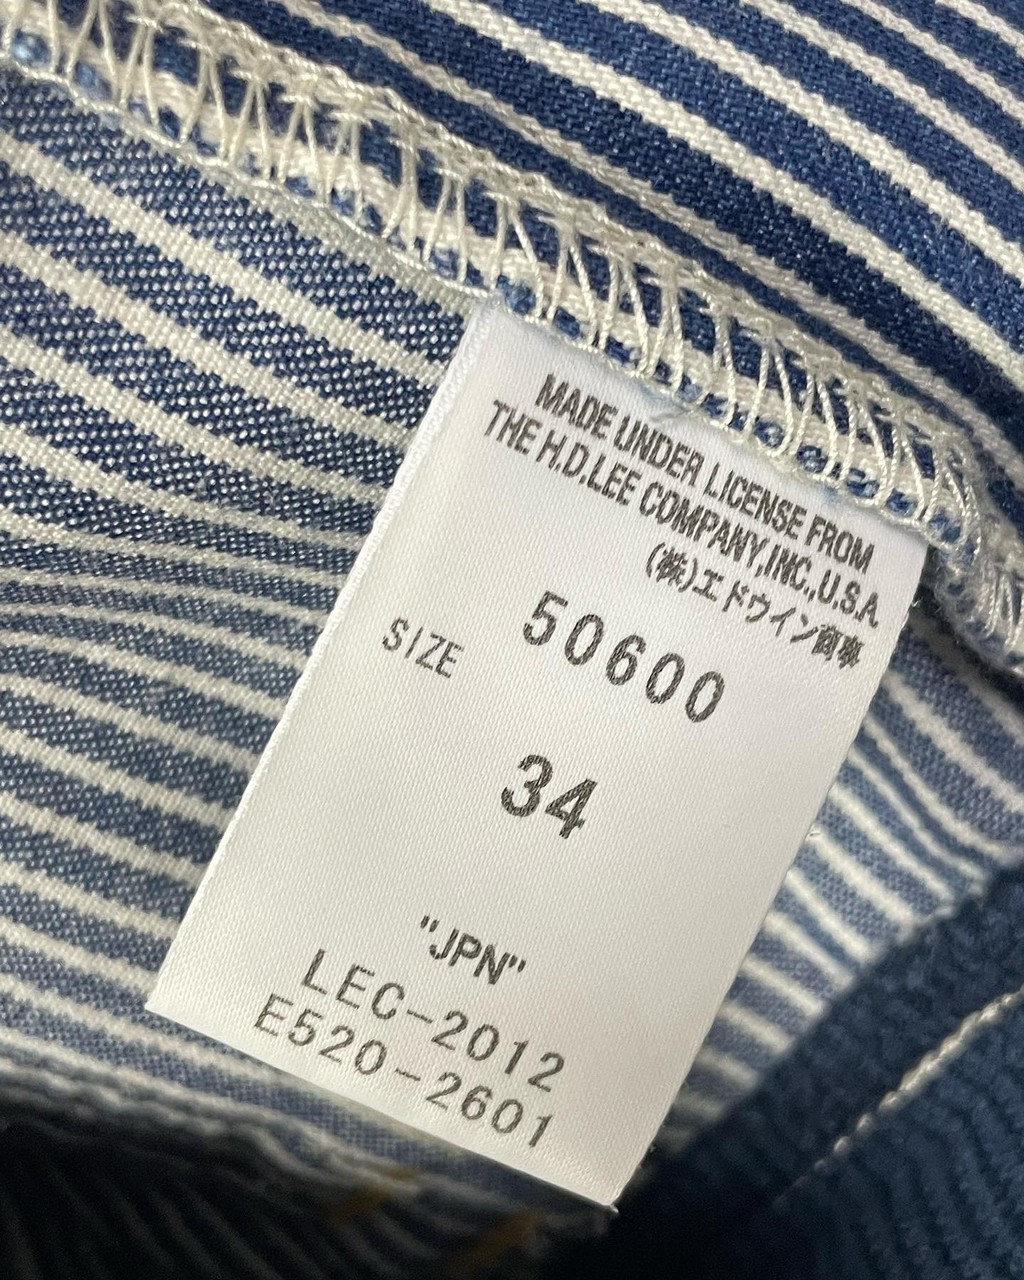 MADE UNDER LICENSE FROM
THE H.D.LEE COMPANY,INC.,U.S.A.
(株)エドウイン商事
50600
SIZE
34
"JPN"
LEC-2012
E520-2601